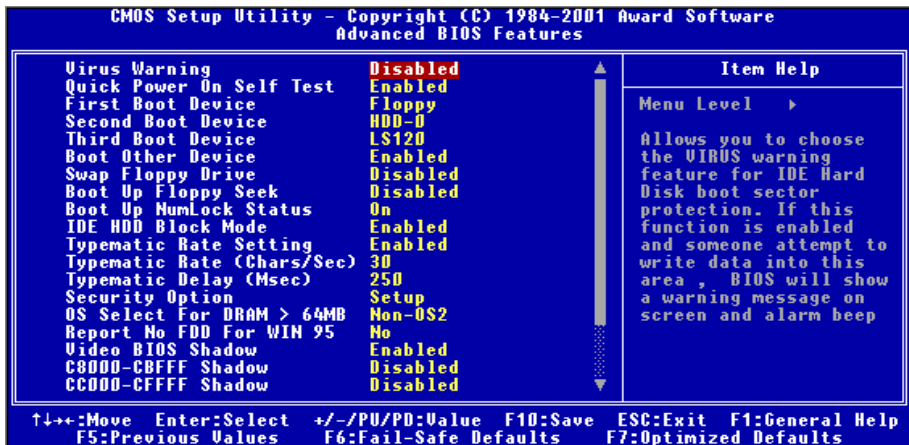 CMOS Setup Utility - Copyright (C) 1984-2001 Award Software
Advanced BIOS Features
Virus Warning Disabled
Quick Power On Self Test Enabled
First Boot Device Floppy
Second Boot Device HDD-0
Third Boot Device LS120
Boot Other Device Enabled
Swap Floppy Drive Disabled
Boot Up Floppy Seek Disabled
Boot Up NumLock Status On
IDE HDD Block Mode Enabled
Typematic Rate Setting Enabled
Typematic Rate (Chars/Sec) 30
Typematic Delay (Msec) 250
Security Option Setup
OS Select For DRAM > 64MB Non-OS2
Report No FDD For WIN 95 No
Video BIOS Shadow Enabled
C8000-CBFFF Shadow Disabled
CC000-CFFFF Shadow Disabled
Item Help
Menu Level ▸
Allows you to choose
the VIRUS warning
feature for IDE Hard
Disk boot sector
protection. If this
function is enabled
and someone attempt to
write data into this
area , BIOS will show
a warning message on
screen and alarm beep
↑↓→←:Move Enter:Select +/-/PU/PD:Value F10:Save ESC:Exit F1:General Help
F5:Previous Values F6:Fail-Safe Defaults F7:Optimized Defaults